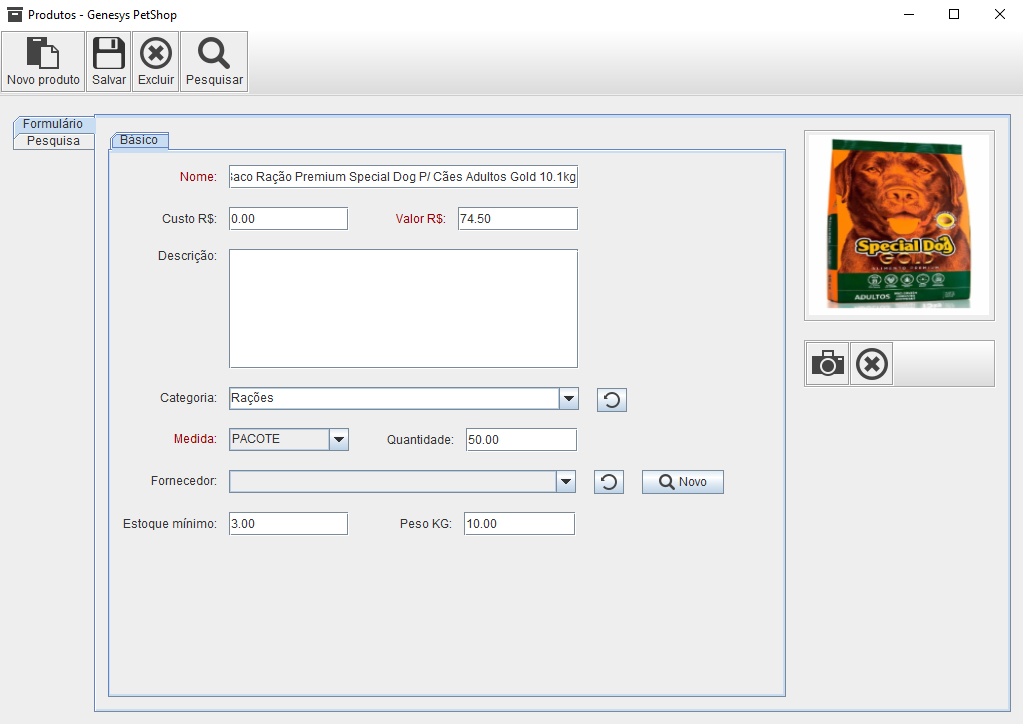 Produtos - Genesys PetShop
Novo produto Salvar Excluir Pesquisar
Formulário
Pesquisa
Básico
Nome: Saco Ração Premium Special Dog P/ Cães Adultos Gold 10.1kg
Custo R$: 0.00 Valor R$: 74.50
Descrição:
Categoria: Rações
Medida: PACOTE Quantidade: 50.00
Fornecedor: Novo
Estoque mínimo: 3.00 Peso KG: 10.00
Special Dog
GOLD
ALIMENTO PREMIUM
ADULTOS